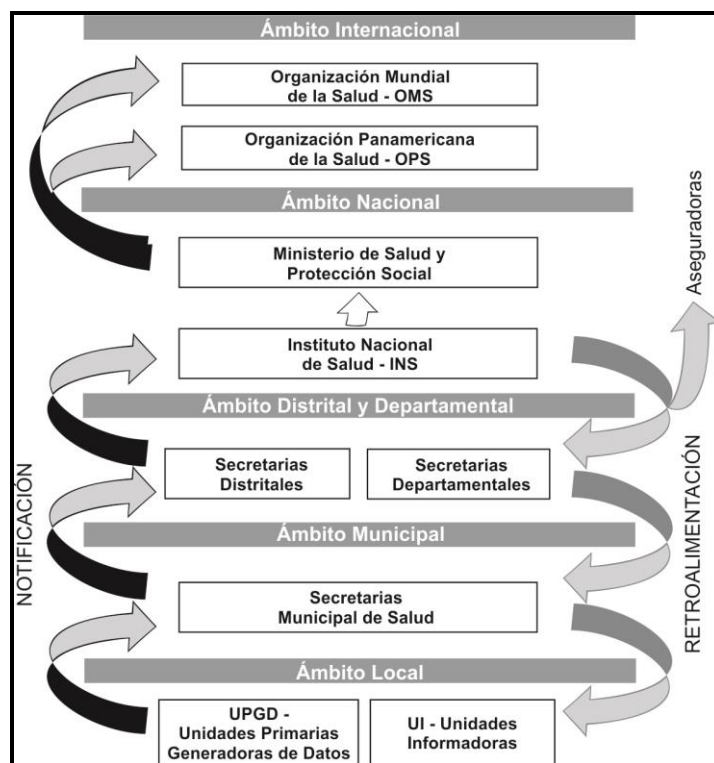 Ámbito Internacional
Organización Mundial
de la Salud - OMS
Organización Panamericana
de la Salud - OPS
Ámbito Nacional
Ministerio de Salud y
Protección Social
Aseguradoras
Instituto Nacional
de Salud - INS
Ámbito Distrital y Departamental
Secretarias
Distritales
Secretarias
Departamentales
NOTIFICACIÓN
RETROALIMENTACIÓN
Ámbito Municipal
Secretarias
Municipal de Salud
Ámbito Local
UPGD -
Unidades Primarias
Generadoras de Datos
UI - Unidades
Informadoras